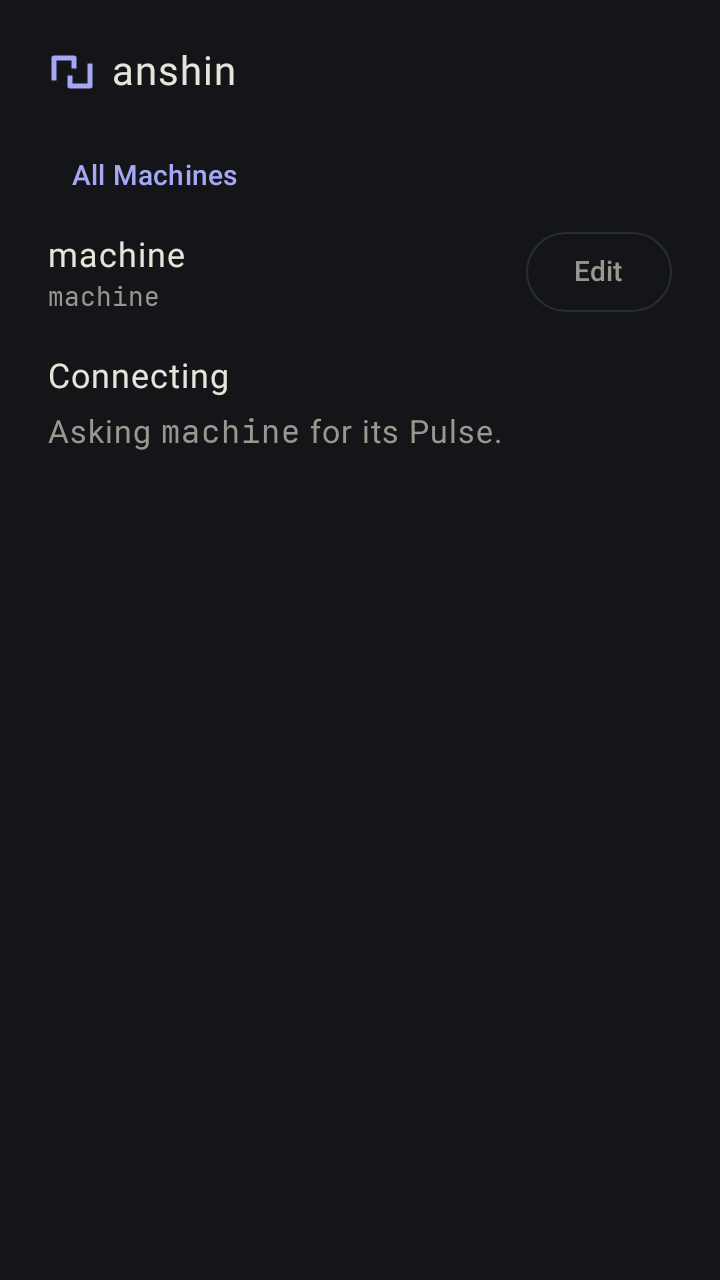 anshin
All Machines
machine
machine
Edit
Connecting
Asking machine for its Pulse.